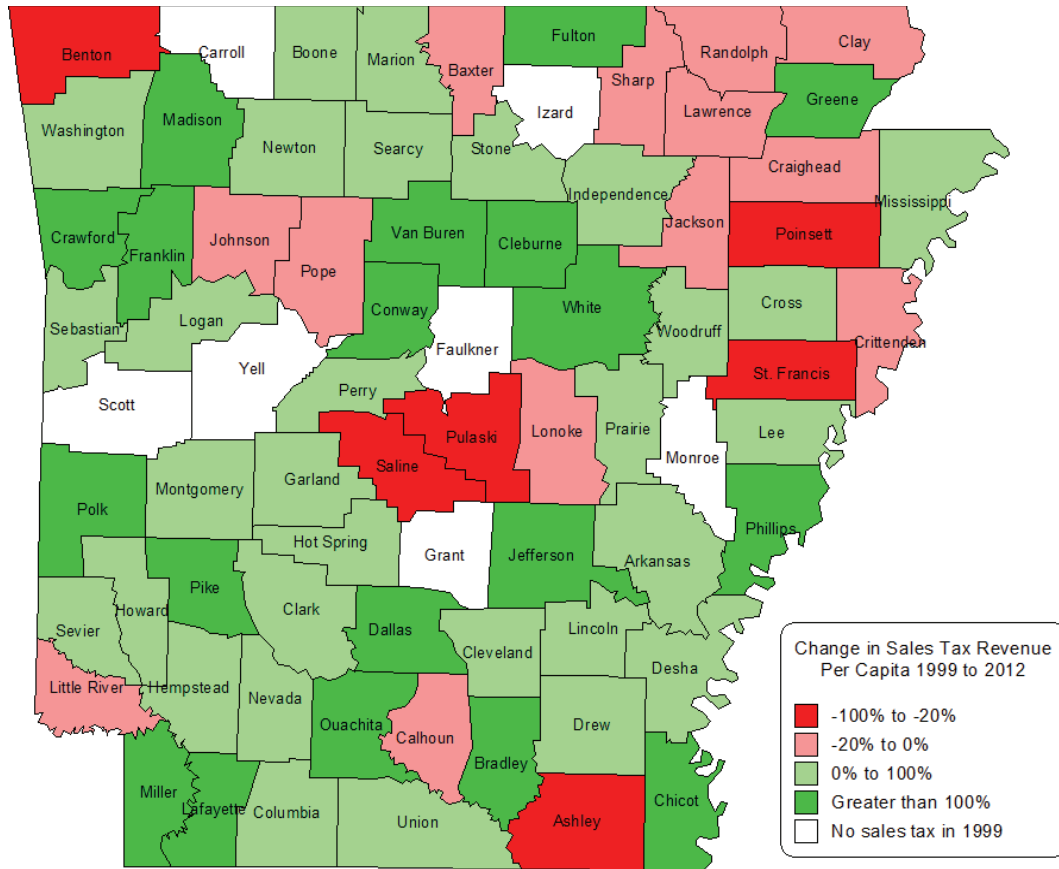 Benton
Carroll
Boone
Marion
Baxter
Fulton
Randolph
Clay
Sharp
Izard
Greene
Lawrence
Washington
Madison
Newton
Searcy
Stone
Craighead
Independence
Mississippi
Jackson
Poinsett
Crawford
Franklin
Johnson
Pope
Van Buren
Cleburne
Conway
White
Cross
Sebastian
Logan
Woodruff
Crittenden
Faulkner
Yell
St. Francis
Scott
Perry
Lonoke
Prairie
Lee
Pulaski
Saline
Monroe
Garland
Montgomery
Polk
Phillips
Hot Spring
Grant
Jefferson
Arkansas
Pike
Howard
Clark
Sevier
Dallas
Lincoln
Cleveland
Desha
Little River
Hempstead
Nevada
Ouachita
Calhoun
Drew
Bradley
Miller
Lafayette
Columbia
Union
Ashley
Chicot
Change in Sales Tax Revenue
Per Capita 1999 to 2012
-100% to -20%
-20% to 0%
0% to 100%
Greater than 100%
No sales tax in 1999